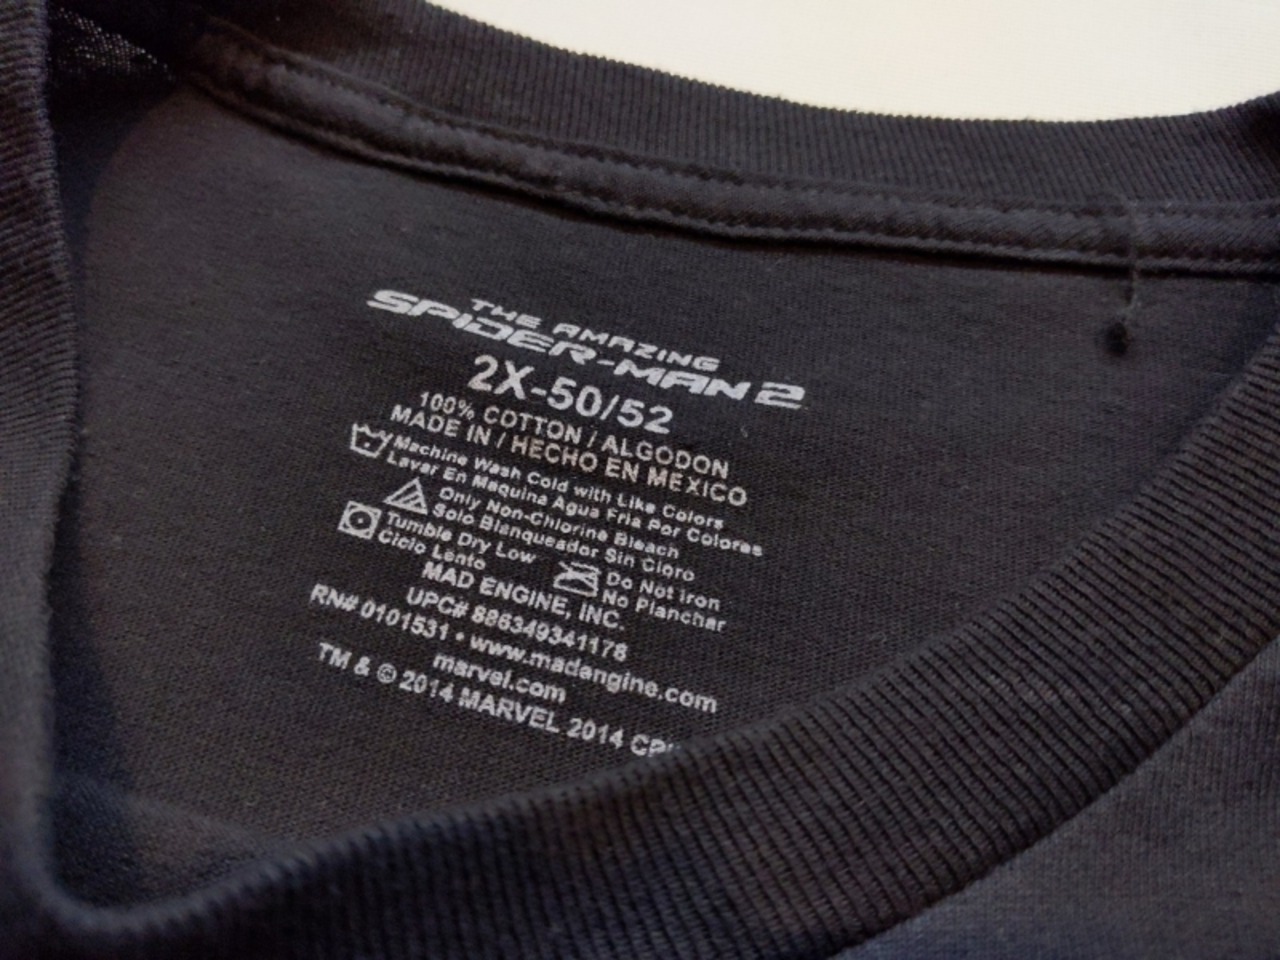 THE AMAZING
SPIDER-MAN 2
2X-50/52
100% COTTON / ALGODON
MADE IN / HECHO EN MEXICO
Machine Wash Cold with Like Colors
Lavar En Maquina Agua Fria Por Colores
Only Non-Chlorine Bleach
Solo Blanqueador Sin Cloro
Tumble Dry Low
Ciclo Lento
Do Not Iron
No Planchar
MAD ENGINE, INC.
UPC# 886349341178
RN# 0101531 • www.madengine.com
marvel.com
TM & © 2014 MARVEL 2014 CPII